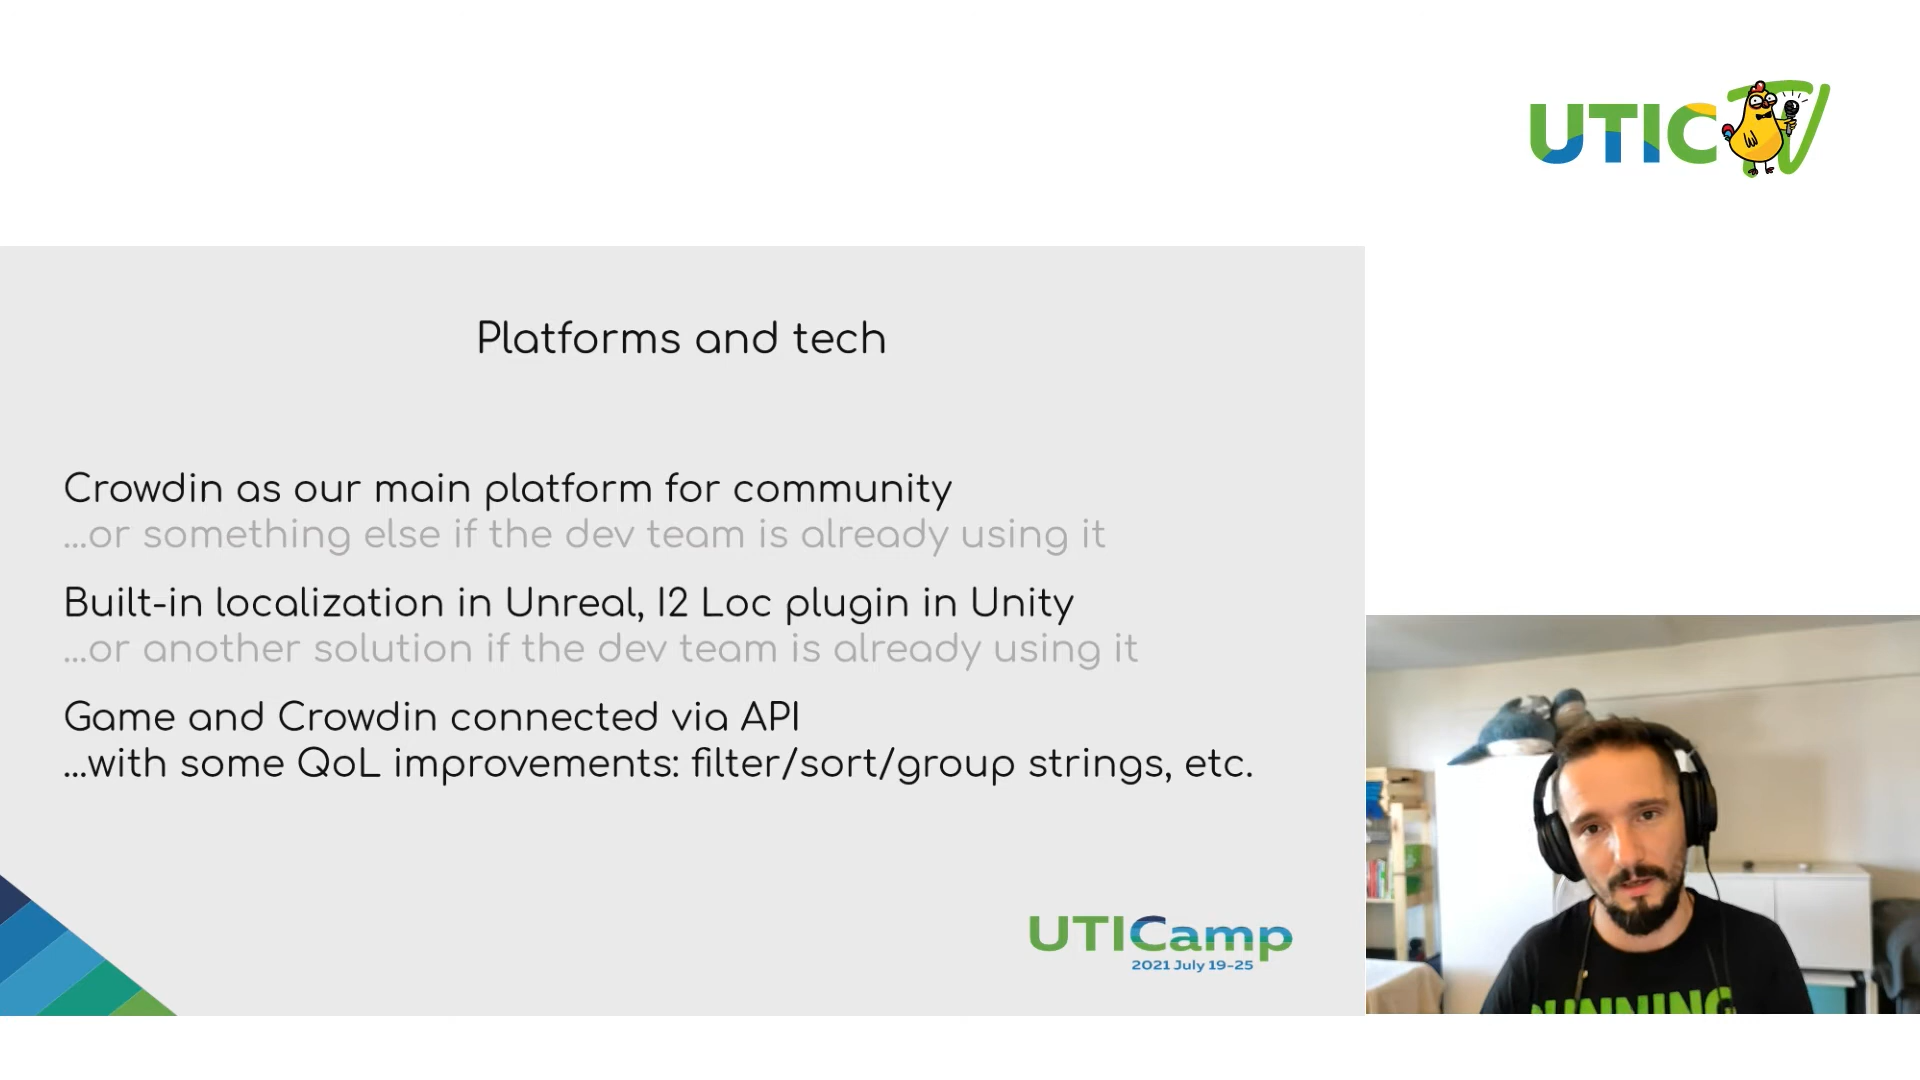 UTIC TV
Platforms and tech
Crowdin as our main platform for community
...or something else if the dev team is already using it
Built-in localization in Unreal, I2 Loc plugin in Unity
...or another solution if the dev team is already using it
Game and Crowdin connected via API
...with some QoL improvements: filter/sort/group strings, etc.
UTICamp
2021 July 19-25
RUNNING